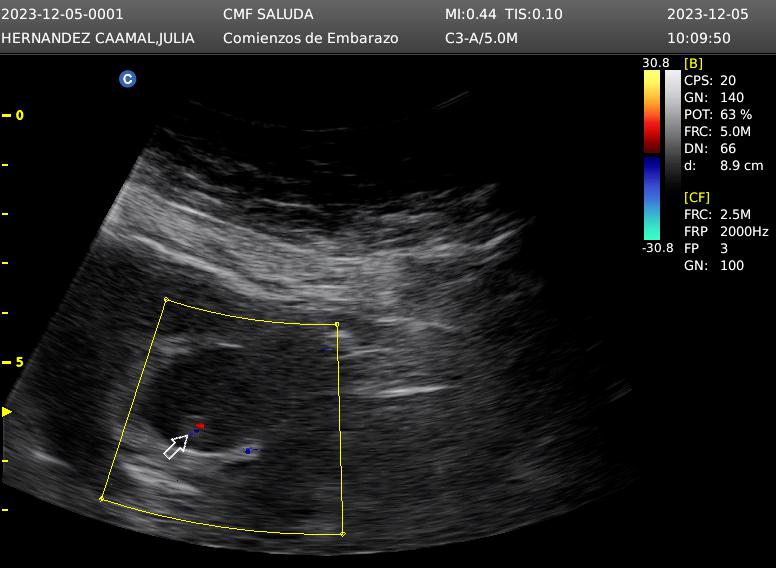 2023-12-05-0001 CMF SALUDA MI:0.44 TIS:0.10 2023-12-05
HERNANDEZ CAAMAL,JULIA Comienzos de Embarazo C3-A/5.0M 10:09:50
C
0
5
30.8
-30.8
[B]
CPS: 20
GN: 140
POT: 63 %
FRC: 5.0M
DN: 66
d: 8.9 cm
[CF]
FRC: 2.5M
FRP 2000Hz
FP 3
GN: 100